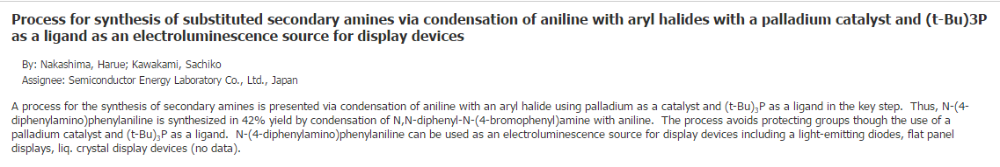 Process for synthesis of substituted secondary amines via condensation of aniline with aryl halides with a palladium catalyst and (t-Bu)3P
as a ligand as an electroluminescence source for display devices
By: Nakashima, Harue; Kawakami, Sachiko
Assignee: Semiconductor Energy Laboratory Co., Ltd., Japan
A process for the synthesis of secondary amines is presented via condensation of aniline with an aryl halide using palladium as a catalyst and (t-Bu)₃P as a ligand in the key step.  Thus, N-(4-
diphenylamino)phenylaniline is synthesized in 42% yield by condensation of N,N-diphenyl-N-(4-bromophenyl)amine with aniline.  The process avoids protecting groups though the use of a
palladium catalyst and (t-Bu)₃P as a ligand.  N-(4-diphenylamino)phenylaniline can be used as an electroluminescence source for display devices including a light-emitting diodes, flat panel
displays, liq. crystal display devices (no data).